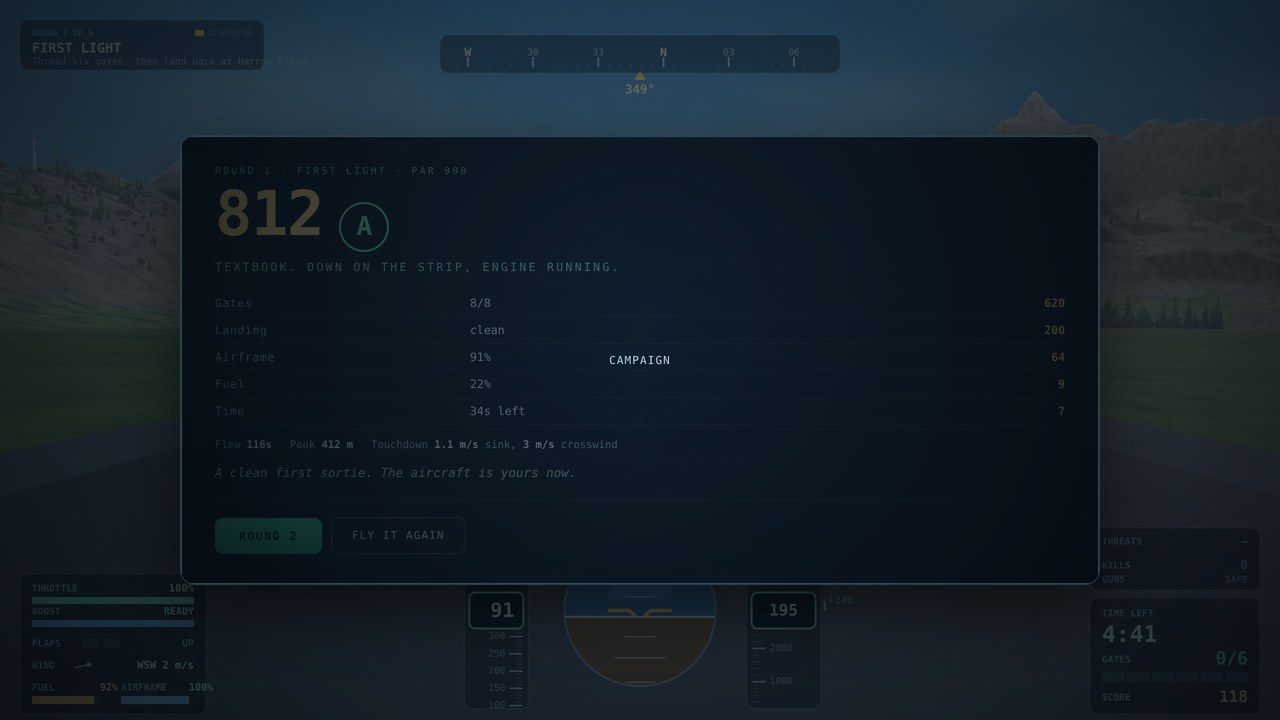 ROUND 1 OF 5
FIRST LIGHT
Thread six gates, then land back at Harrow Field.
W 30 33 N 03 06
349°
ROUND 1 · FIRST LIGHT · PAR 900
812 A
TEXTBOOK. DOWN ON THE STRIP, ENGINE RUNNING.
Gates 8/8 620
Landing clean 200
Airframe 91% 64
CAMPAIGN
Fuel 22% 9
Time 34s left 7
Flew 116s Peak 412 m Touchdown 1.1 m/s sink, 3 m/s crosswind
A clean first sortie. The aircraft is yours now.
ROUND 2 FLY IT AGAIN
THROTTLE 100%
BOOST READY
FLAPS UP
WIND WSW 2 m/s
FUEL 92% AIRFRAME 100%
91
300
250
200
150
100
195
+240
2000
1000
THREATS —
KILLS 0
GUNS SAFE
TIME LEFT
4:41
GATES 0/6
SCORE 118